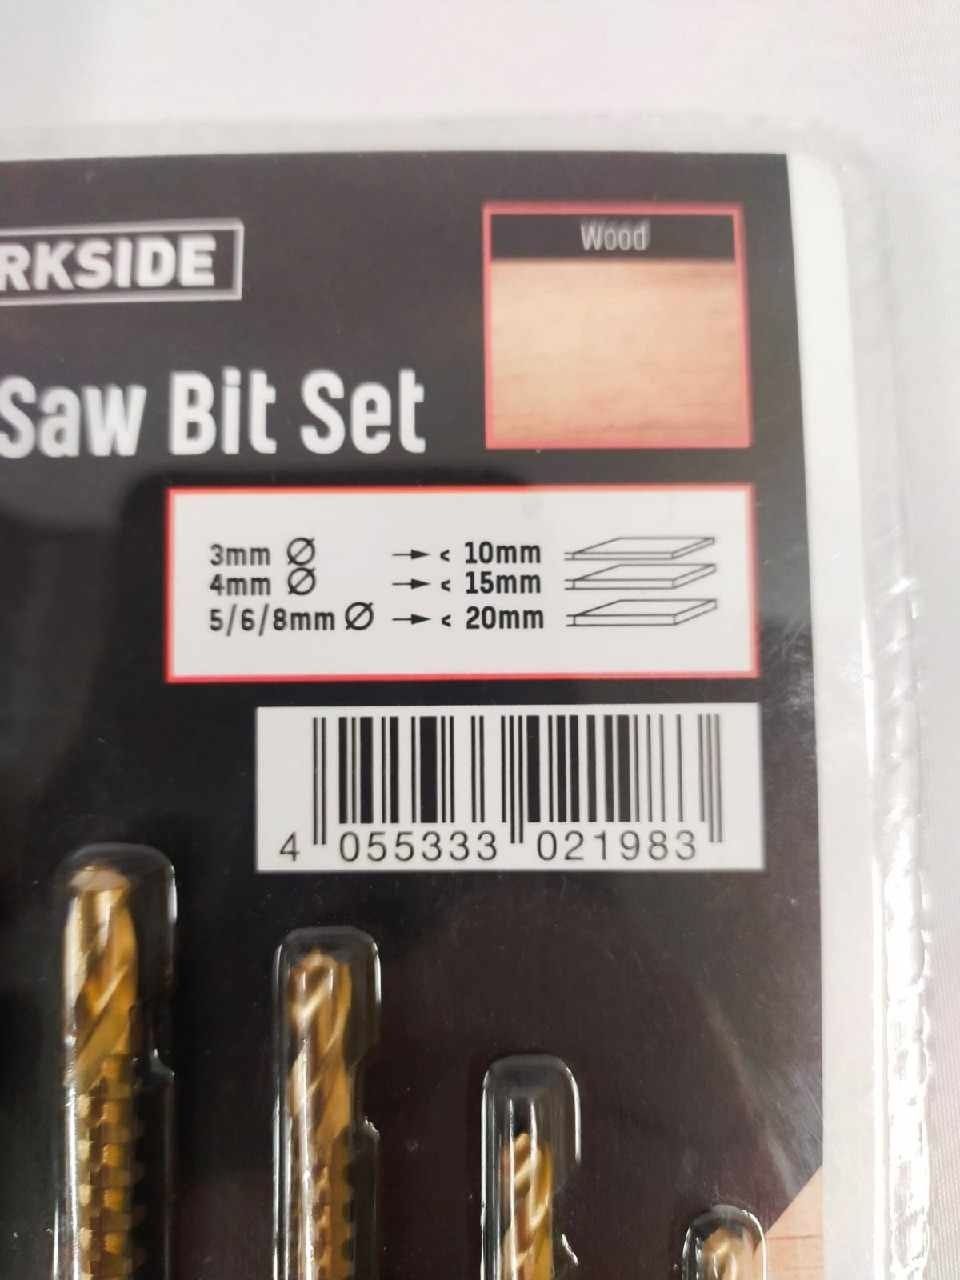 RKSIDE
Wood
Saw Bit Set
3mm Ø → < 10mm
4mm Ø → < 15mm
5/6/8mm Ø → < 20mm
4 055333 021983